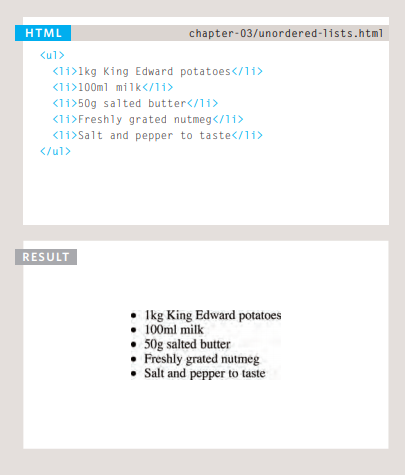 HTML chapter-03/unordered-lists.html
<ul>
<li>1kg King Edward potatoes</li>
<li>100ml milk</li>
<li>50g salted butter</li>
<li>Freshly grated nutmeg</li>
<li>Salt and pepper to taste</li>
</ul>
RESULT
• 1kg King Edward potatoes
• 100ml milk
• 50g salted butter
• Freshly grated nutmeg
• Salt and pepper to taste